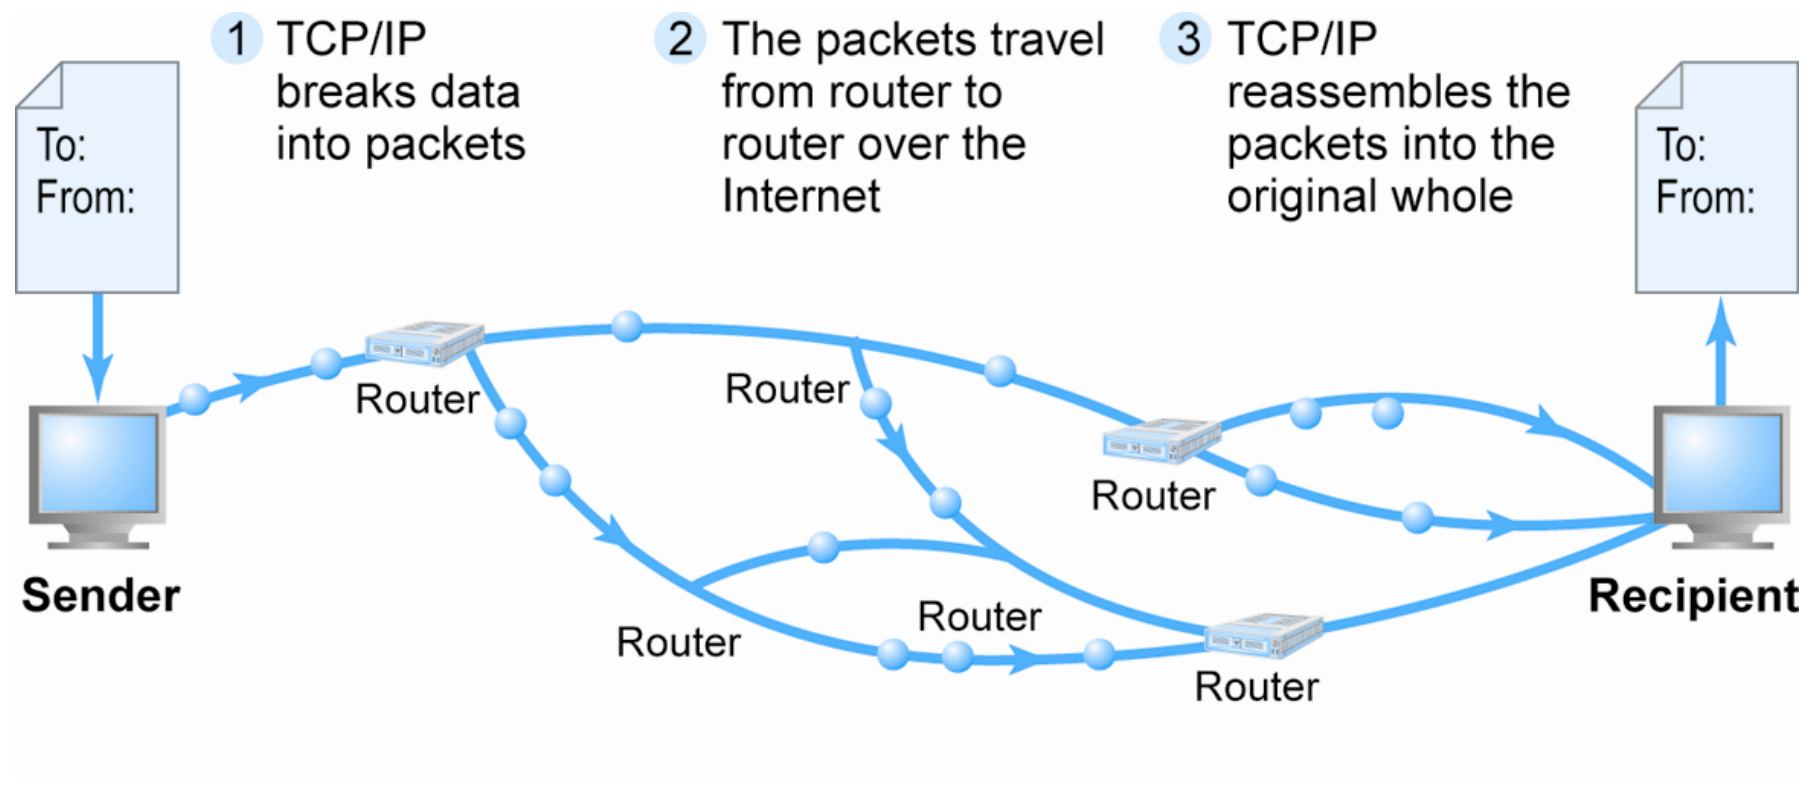 1 TCP/IP
breaks data
into packets
2 The packets travel
from router to
router over the
Internet
3 TCP/IP
reassembles the
packets into the
original whole
To:
From:
To:
From:
Router
Router
Router
Router
Router
Router
Sender
Recipient